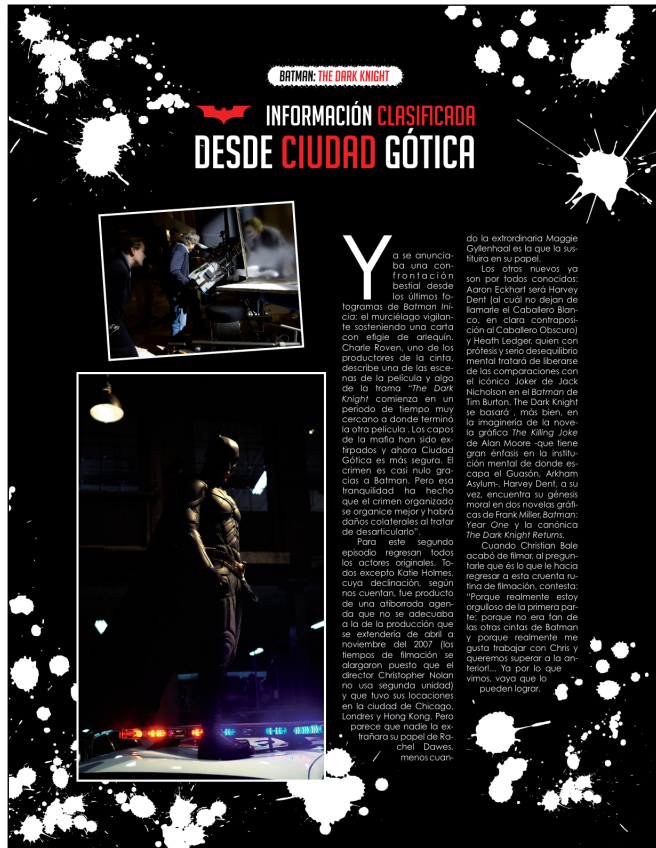 BATMAN: THE DARK KNIGHT
INFORMACIÓN CLASIFICADA
DESDE CIUDAD GÓTICA
Ya se anuncia-
ba una con-
frontación
bestial desde
los últimos fo-
togramas de Batman Ini-
cia: el murciélago vigilan-
te sosteniendo una carta
con efigie de arlequín.
Charle Roven, uno de los
productores de la cinta,
describe una de las esce-
nas de la película y algo
de la trama "The Dark
Knight comienza en un
periodo de tiempo muy
cercano a donde terminó
la otra película . Los capos
de la mafia han sido ex-
tirpados y ahora Ciudad
Gótica es más segura. El
crimen es casi nulo gra-
cias a Batman. Pero esa
tranquilidad ha hecho
que el crimen organizado
se organice mejor y habrá
daños colaterales al tratar
de desarticularlo".
Para este segundo
episodio regresan todos
los actores originales. To-
dos excepto Katie Holmes,
cuya declinación, según
nos cuentan, fue producto
de una atiborrada agen-
da que no se adecuaba
a la de la producción que
se extendería de abril a
noviembre del 2007 (los
tiempos de filmación se
alargaron puesto que el
director Christopher Nolan
no usa segunda unidad)
y que tuvo sus locaciones
en la ciudad de Chicago,
Londres y Hong Kong. Pero
parece que nadie la ex-
trañara su papel de Ra-
chel Dawes,
menos cuan-
do la extrordinaria Maggie
Gyllenhaal es la que la sus-
tituira en su papel.
Los otros nuevos ya
son por todos conocidos:
Aaron Eckhart será Harvey
Dent (al cuál no dejan de
llamarle el Caballero Blan-
co, en clara contraposi-
ción al Caballero Obscuro)
y Heath Ledger, quien con
prótesis y serio desequilibrio
mental tratará de liberarse
de las comparaciones con
el icónico Joker de Jack
Nicholson en el Batman de
Tim Burton. The Dark Knight
se basará , más bien, en
la imaginería de la nove-
la gráfica The Killing Joke
de Alan Moore -que tiene
gran énfasis en la institu-
ción mental de donde es-
capa el Guasón, Arkham
Asylum-. Harvey Dent, a su
vez, encuentra su génesis
moral en dos novelas gráfi-
cas de Frank Miller, Batman:
Year One y la canónica
The Dark Knight Returns.
Cuando Christian Bale
acabó de filmar, al pregun-
tarle que és lo que le hacía
regresar a esta cruenta ru-
tina de filmación, contesta:
"Porque realmente estoy
orgulloso de la primera par-
te; porque no era fan de
las otras cintas de Batman
y porque realmente me
gusta trabajar con Chris y
queremos superar a la an-
terior!... Ya por lo que
vimos, vaya que lo
pueden lograr.